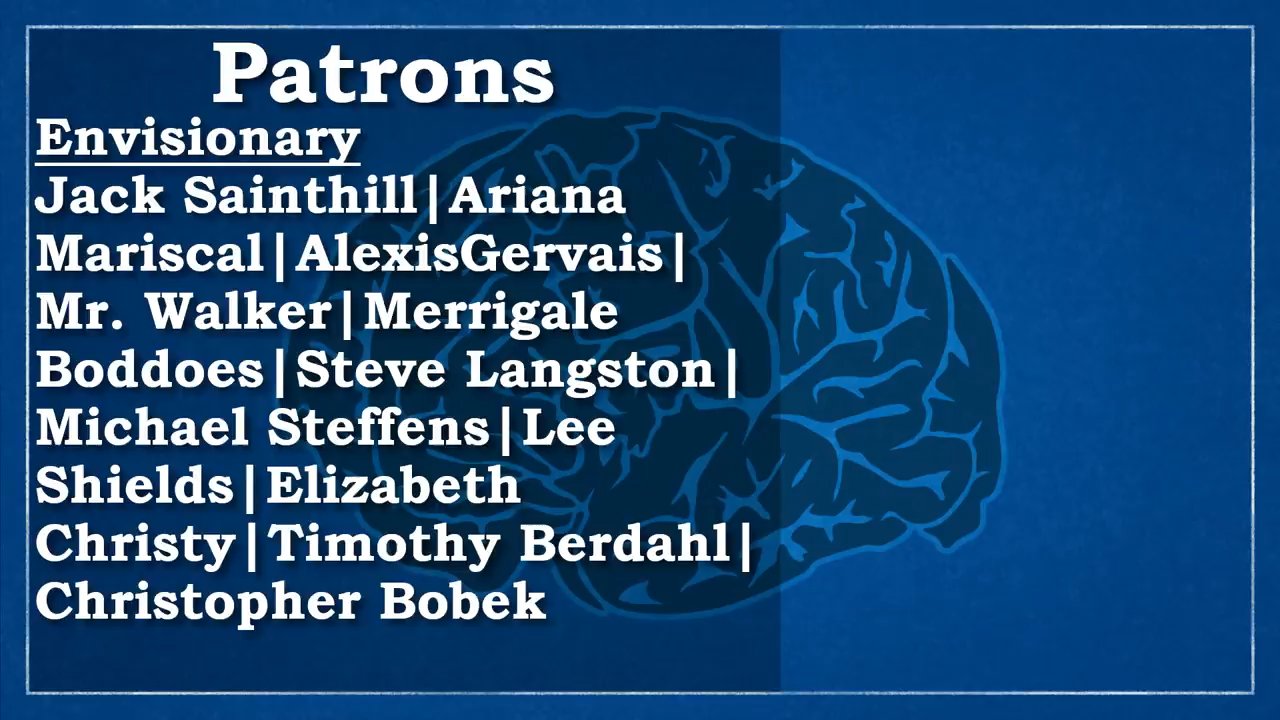 Patrons
Envisionary
Jack Sainthill|Ariana
Mariscal|AlexisGervais|
Mr. Walker|Merrigale
Boddoes|Steve Langston|
Michael Steffens|Lee
Shields|Elizabeth
Christy|Timothy Berdahl|
Christopher Bobek